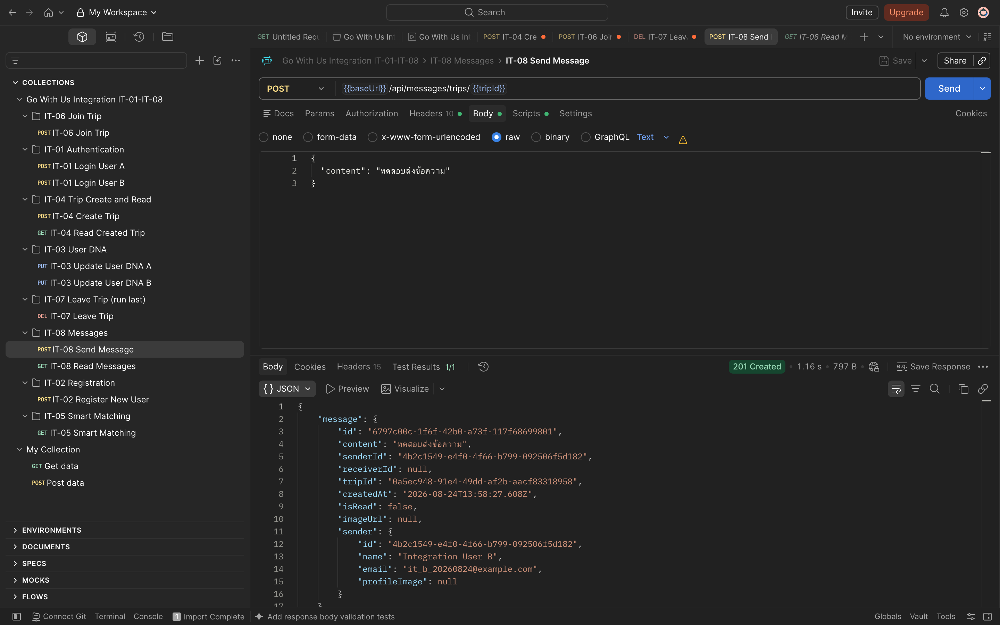 My Workspace
Search
Invite
Upgrade
GET Untitled Requ
Go With Us Int
Go With Us Int
POST IT-04 Cre
POST IT-06 Join
DEL IT-07 Leav
POST IT-08 Send
GET IT-08 Read M
No environment
HTTP Go With Us Integration IT-01-IT-08 > IT-08 Messages > IT-08 Send Message
Save
Share
COLLECTIONS
Go With Us Integration IT-01-IT-08
IT-06 Join Trip
POST IT-06 Join Trip
IT-01 Authentication
POST IT-01 Login User A
POST IT-01 Login User B
IT-04 Trip Create and Read
POST IT-04 Create Trip
GET IT-04 Read Created Trip
IT-03 User DNA
PUT IT-03 Update User DNA A
PUT IT-03 Update User DNA B
IT-07 Leave Trip (run last)
DEL IT-07 Leave Trip
IT-08 Messages
POST IT-08 Send Message
GET IT-08 Read Messages
IT-02 Registration
POST IT-02 Register New User
IT-05 Smart Matching
GET IT-05 Smart Matching
My Collection
GET Get data
POST Post data
ENVIRONMENTS
DOCUMENTS
SPECS
MOCKS
FLOWS
POST {{baseUrl}}/api/messages/trips/{{tripId}}
Send
Docs Params Authorization Headers 10 Body Scripts Settings
Cookies
none form-data x-www-form-urlencoded raw binary GraphQL Text
1 {
2 "content": "ทดสอบส่งข้อความ"
3 }
Body Cookies Headers 15 Test Results 1/1
201 Created • 1.16 s • 797 B • e.g. Save Response
{} JSON Preview Visualize
1 {
2 "message": {
3 "id": "6797c00c-1f6f-42b0-a73f-117f68699801",
4 "content": "ทดสอบส่งข้อความ",
5 "senderId": "4b2c1549-e4f0-4f66-b799-092506f5d182",
6 "receiverId": null,
7 "tripId": "0a5ec948-91e4-49dd-af2b-aacf83318958",
8 "createdAt": "2026-08-24T13:58:27.608Z",
9 "isRead": false,
10 "imageUrl": null,
11 "sender": {
12 "id": "4b2c1549-e4f0-4f66-b799-092506f5d182",
13 "name": "Integration User B",
14 "email": "it_b_20260824@example.com",
15 "profileImage": null
16 }
17 }
Connect Git Terminal Console 1 Import Complete Add response body validation tests
Globals Vault Tools